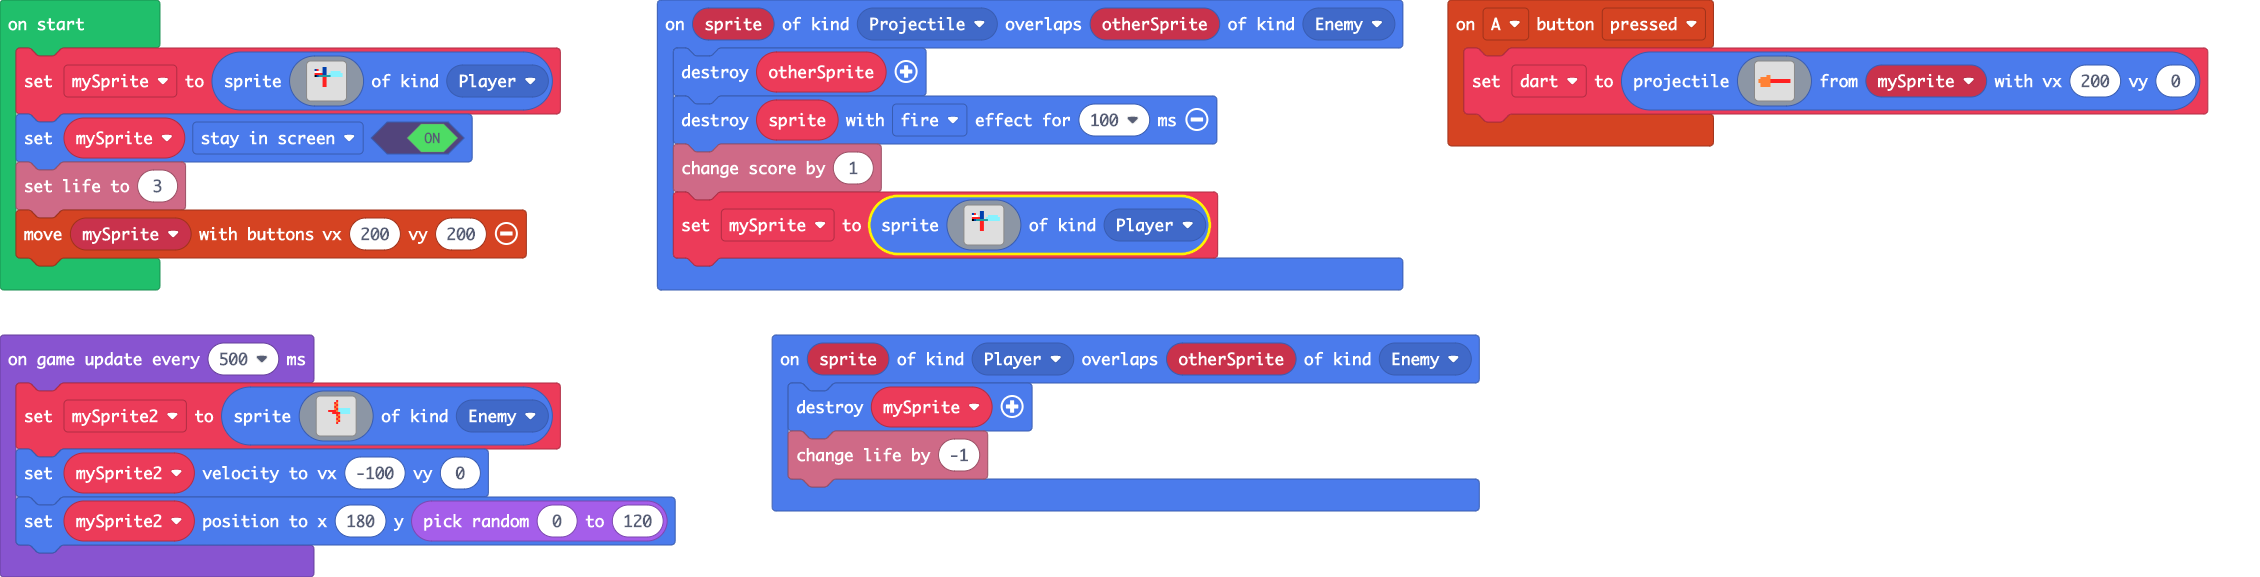 on start
set mySprite to sprite of kind Player
set mySprite stay in screen ON
set life to 3
move mySprite with buttons vx 200 vy 200
on sprite of kind Projectile overlaps otherSprite of kind Enemy
destroy otherSprite
destroy sprite with fire effect for 100 ms
change score by 1
set mySprite to sprite of kind Player
on A button pressed
set dart to projectile from mySprite with vx 200 vy 0
on game update every 500 ms
set mySprite2 to sprite of kind Enemy
set mySprite2 velocity to vx -100 vy 0
set mySprite2 position to x 180 y pick random 0 to 120
on sprite of kind Player overlaps otherSprite of kind Enemy
destroy mySprite
change life by -1